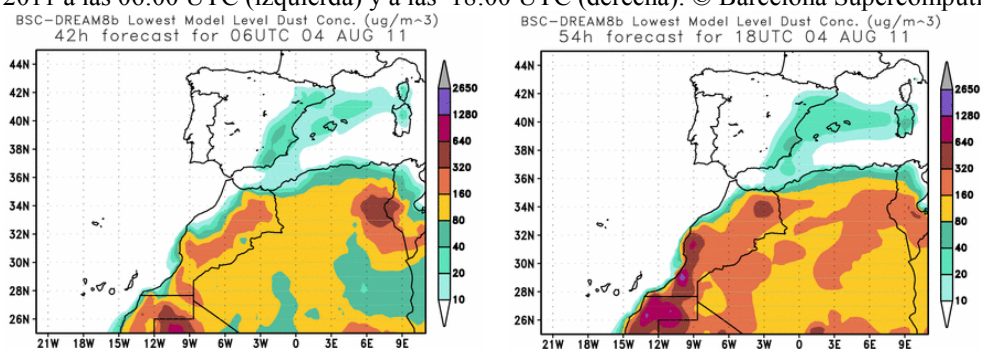 2011 a las 06:00 UTC (izquierda) y a las 18:00 UTC (derecha). © Barcelona Supercomputi
BSC-DREAM8b Lowest Model Level Dust Conc. (ug/m^3)
42h forecast for 06UTC 04 AUG 11
44N
42N
40N
38N
36N
34N
32N
30N
28N
26N
21W 18W 15W 12W 9W 6W 3W 0 3E 6E 9E
2650
1280
640
320
160
80
40
20
10
BSC-DREAM8b Lowest Model Level Dust Conc. (ug/m^3)
54h forecast for 18UTC 04 AUG 11
44N
42N
40N
38N
36N
34N
32N
30N
28N
26N
21W 18W 15W 12W 9W 6W 3W 0 3E 6E 9E
2650
1280
640
320
160
80
40
20
10